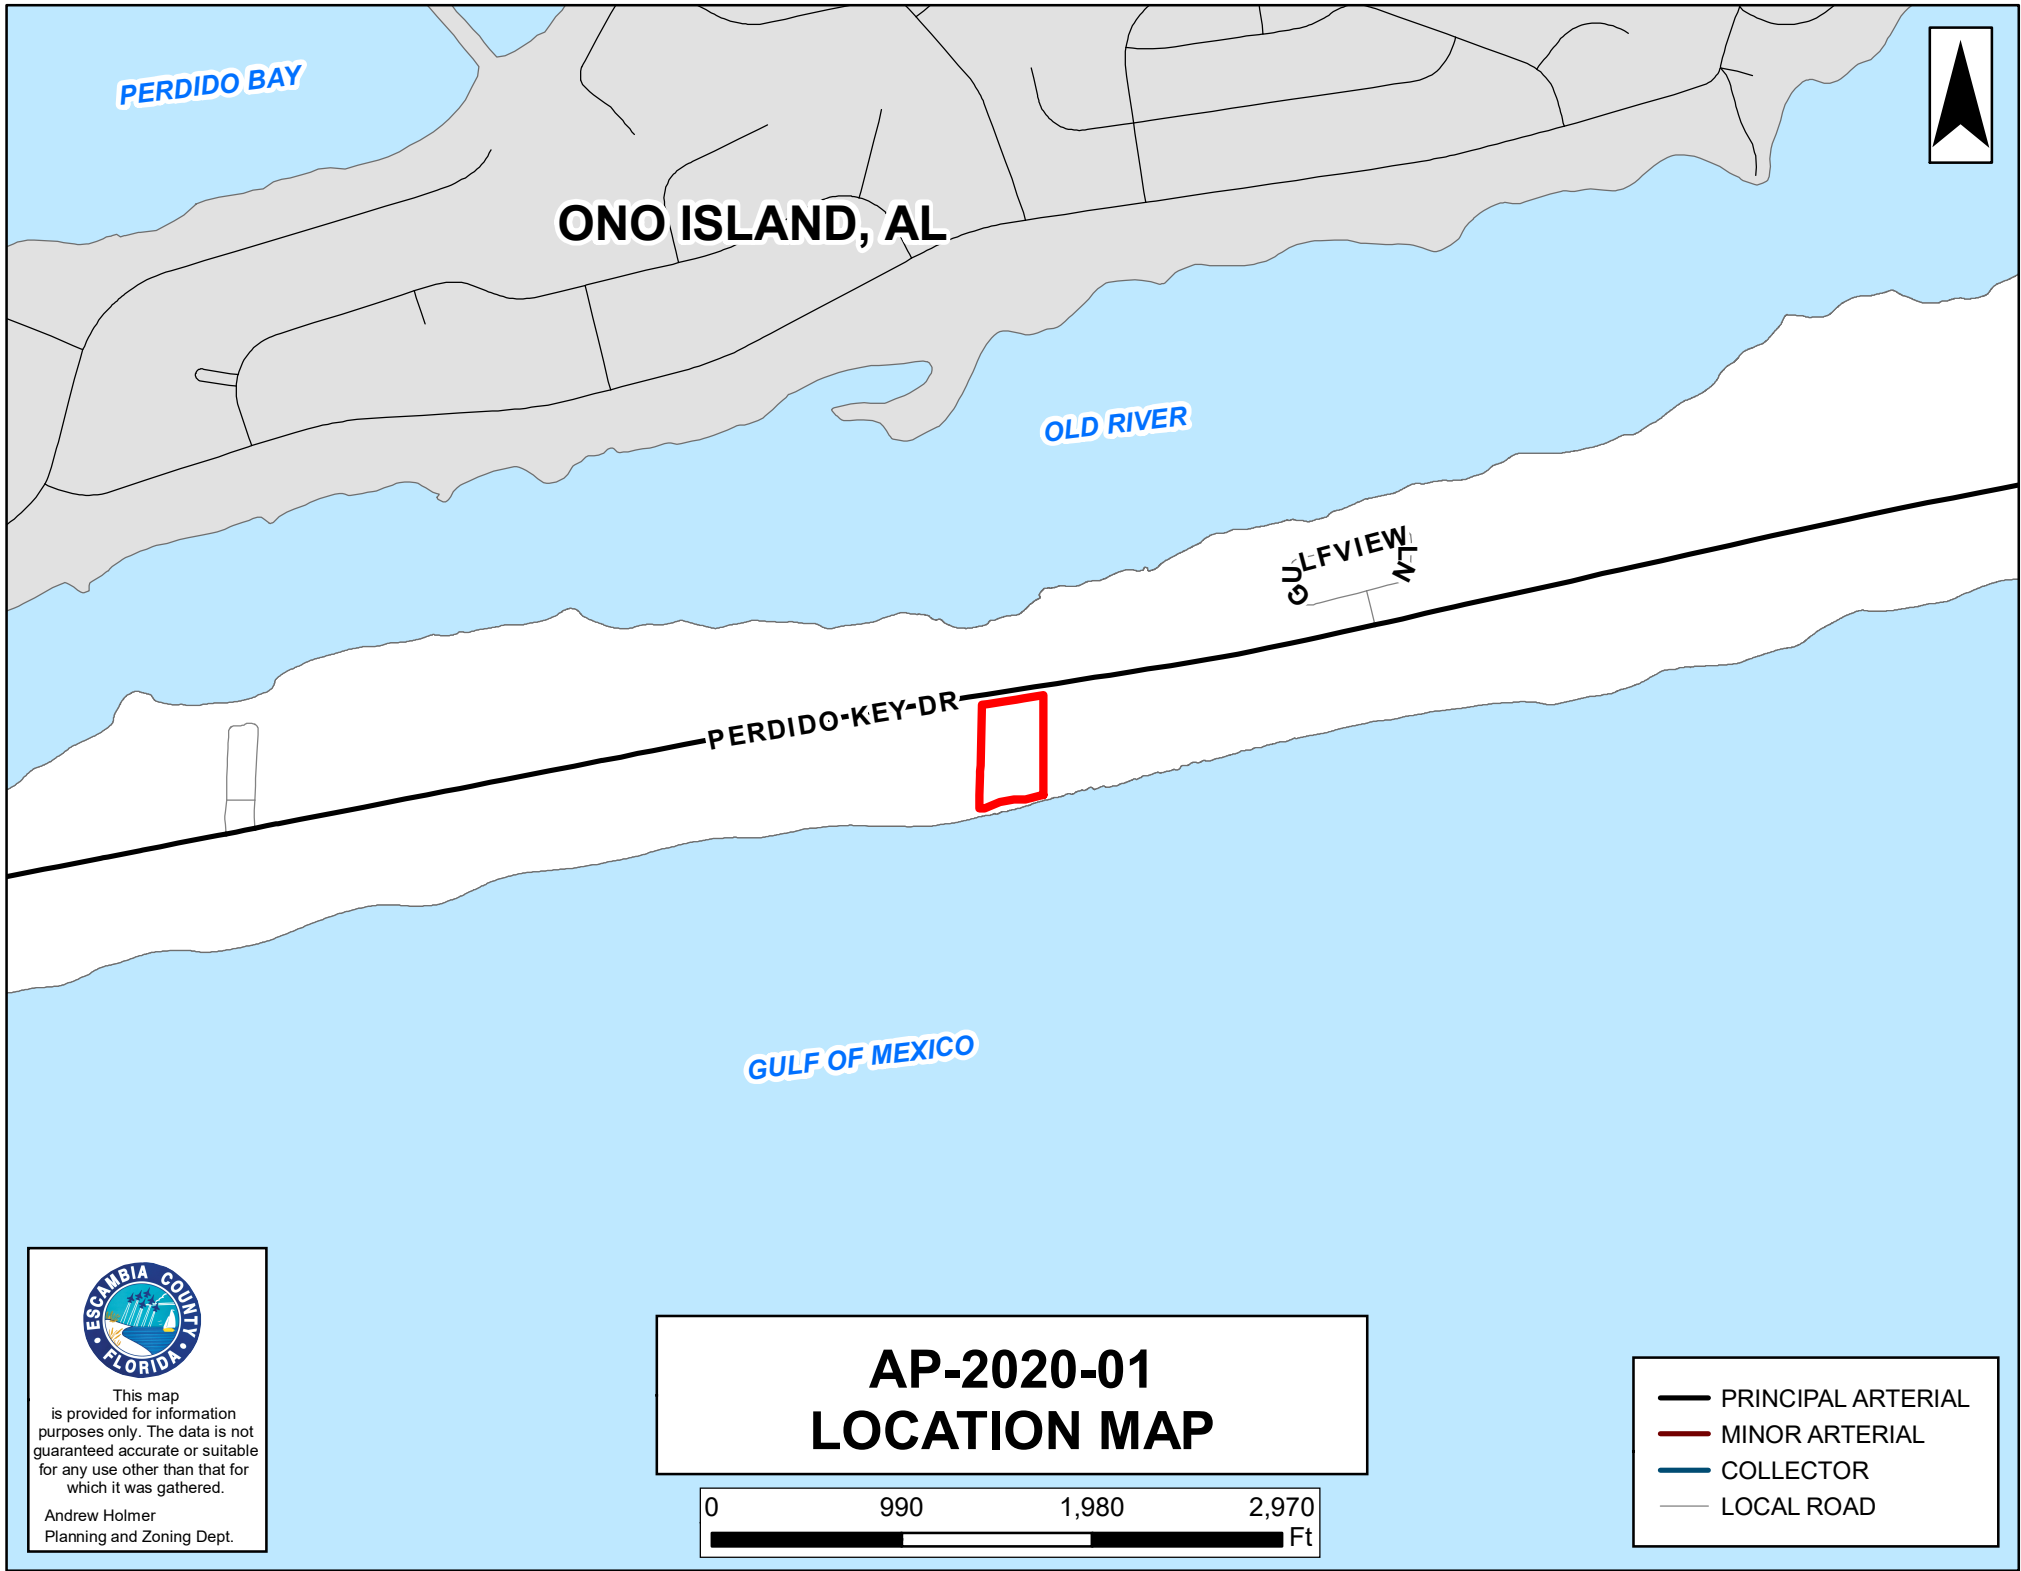 PERDIDO BAY
ONO ISLAND, AL
OLD RIVER
GULFVIEW LN
PERDIDO KEY DR
GULF OF MEXICO
ESCAMBIA COUNTY
FLORIDA
This map
is provided for information
purposes only. The data is not
guaranteed accurate or suitable
for any use other than that for
which it was gathered.
Andrew Holmer
Planning and Zoning Dept.
AP-2020-01
LOCATION MAP
0 990 1,980 2,970
Ft
PRINCIPAL ARTERIAL
MINOR ARTERIAL
COLLECTOR
LOCAL ROAD